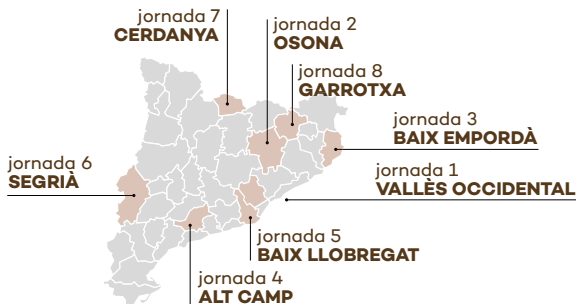 jornada 7
CERDANYA
jornada 2
OSONA
jornada 8
GARROTXA
jornada 3
BAIX EMPORDÀ
jornada 6
SEGRIÀ
jornada 1
VALLÈS OCCIDENTAL
jornada 5
BAIX LLOBREGAT
jornada 4
ALT CAMP